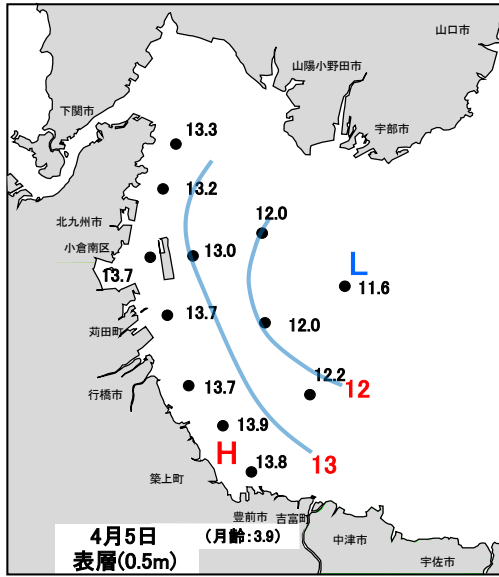 山口市
山陽小野田市
宇部市
下関市
13.3
13.2
北九州市
12.0
小倉南区
13.0
13.7
L
11.6
13.7
12.0
苅田町
12.2
13.7
12
行橋市
13.9
H
13.8
13
築上町
豊前市
吉富町
中津市
宇佐市
4月5日
(月齢:3.9)
表層(0.5m)